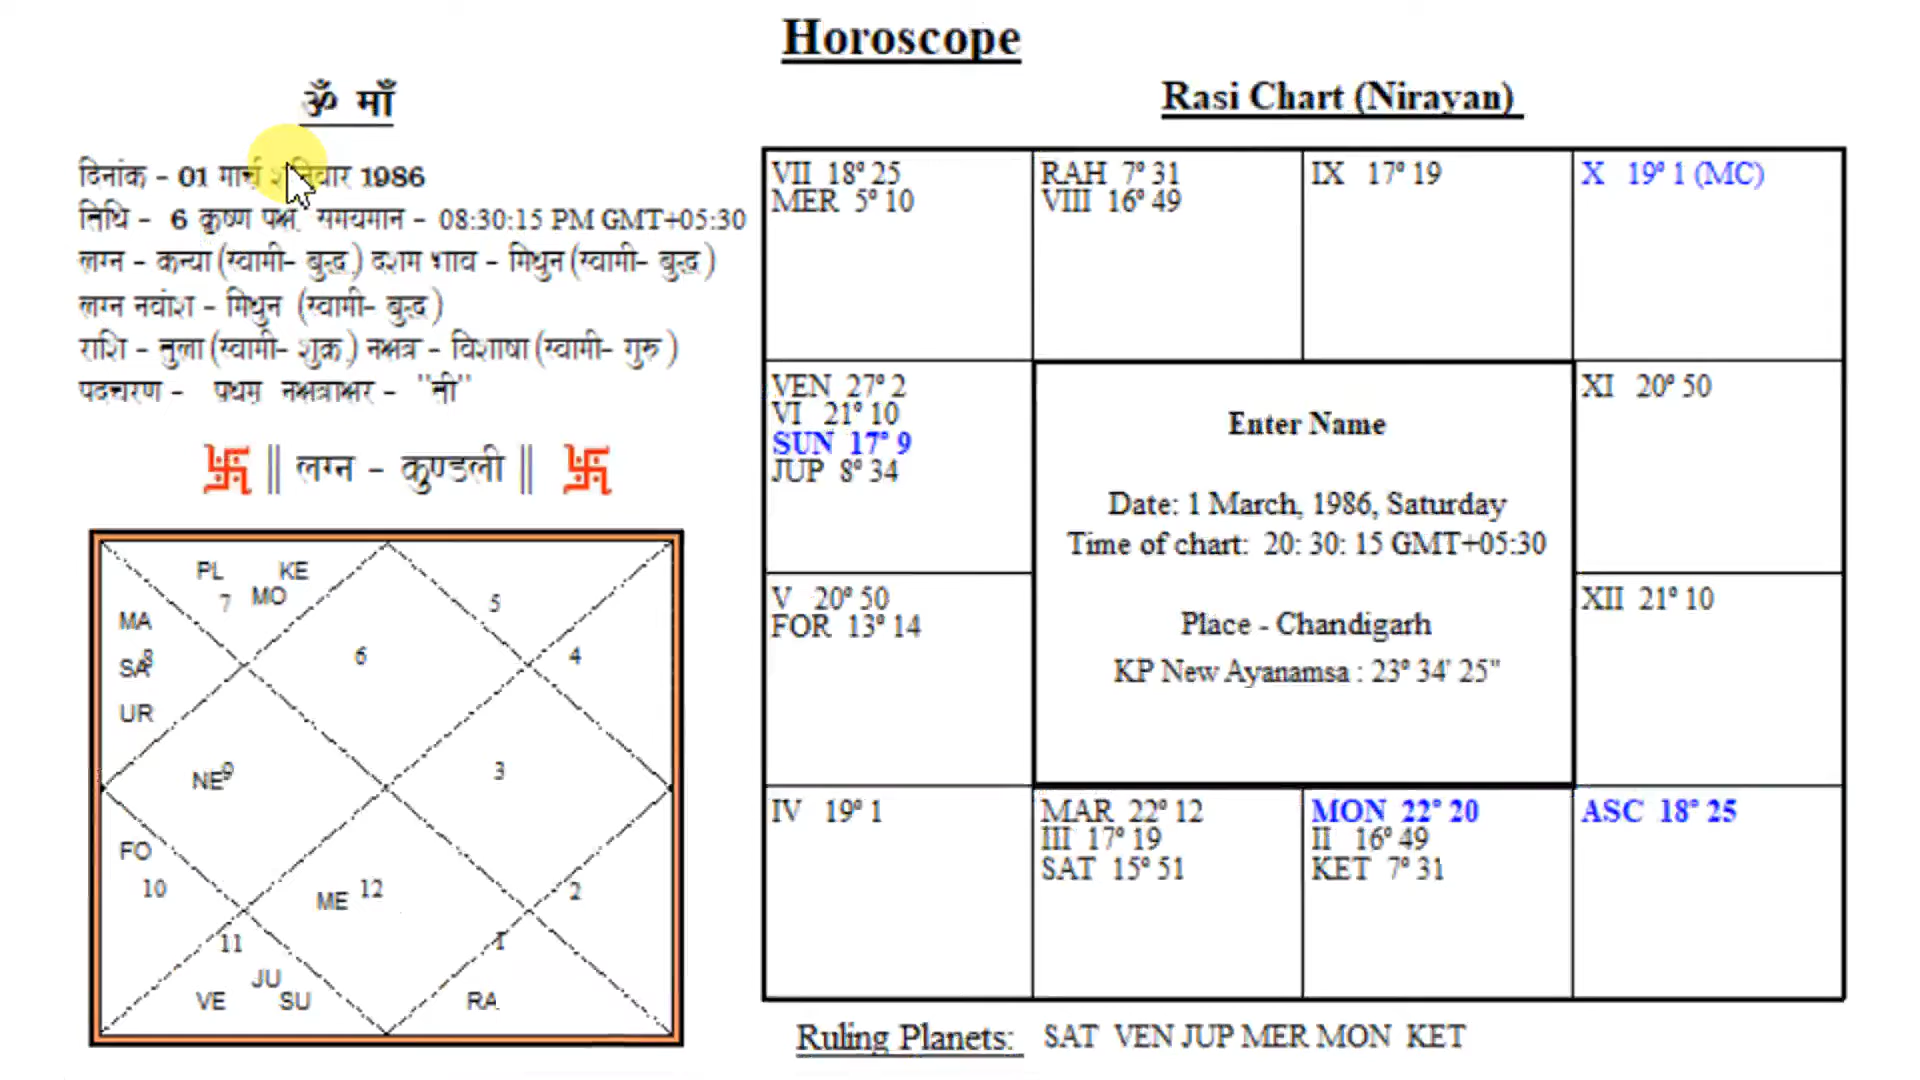 Horoscope
ॐ माँ
दिनांक - 01 मार्च शनिवार 1986
तिथि - 6 कृष्ण पक्ष समयमान - 08:30:15 PM GMT+05:30
लग्न - कन्या (स्वामी- बुद्ध ) दशम भाव - मिथुन (स्वामी- बुद्ध )
लग्न नवांश - मिथुन (स्वामी- बुद्ध )
राशि - तुला (स्वामी- शुक्र ) नक्षत्र - विशाषा (स्वामी- गुरु )
पदचरण - प्रथम नक्षत्राक्षर - "ती"
卐 || लग्न - कुण्डली || 卐
PL KE
7 MO
5
MA
SA 8
UR
6
4
NE 9
3
FO
10
ME 12
2
11
1
JU
VE SU
RA
Rasi Chart (Nirayan)
VII 18° 25
MER 5° 10
RAH 7° 31
VIII 16° 49
IX 17° 19
X 19° 1 (MC)
VEN 27° 2
VI 21° 10
SUN 17° 9
JUP 8° 34
XI 20° 50
Enter Name
Date: 1 March, 1986, Saturday
Time of chart: 20: 30: 15 GMT+05:30
Place - Chandigarh
KP New Ayanamsa : 23° 34' 25"
V 20° 50
FOR 13° 14
XII 21° 10
IV 19° 1
MAR 22° 12
III 17° 19
SAT 15° 51
MON 22° 20
II 16° 49
KET 7° 31
ASC 18° 25
Ruling Planets: SAT VEN JUP MER MON KET